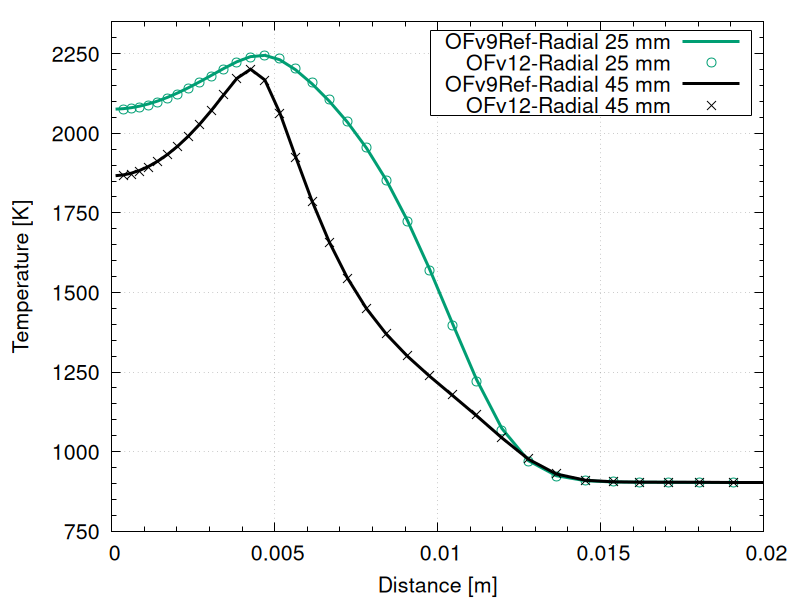 2250
2000
1750
1500
1250
1000
750
0
0.005
0.01
0.015
0.02
Temperature [K]
Distance [m]
OFv9Ref-Radial 25 mm
OFv12-Radial 25 mm
OFv9Ref-Radial 45 mm
OFv12-Radial 45 mm